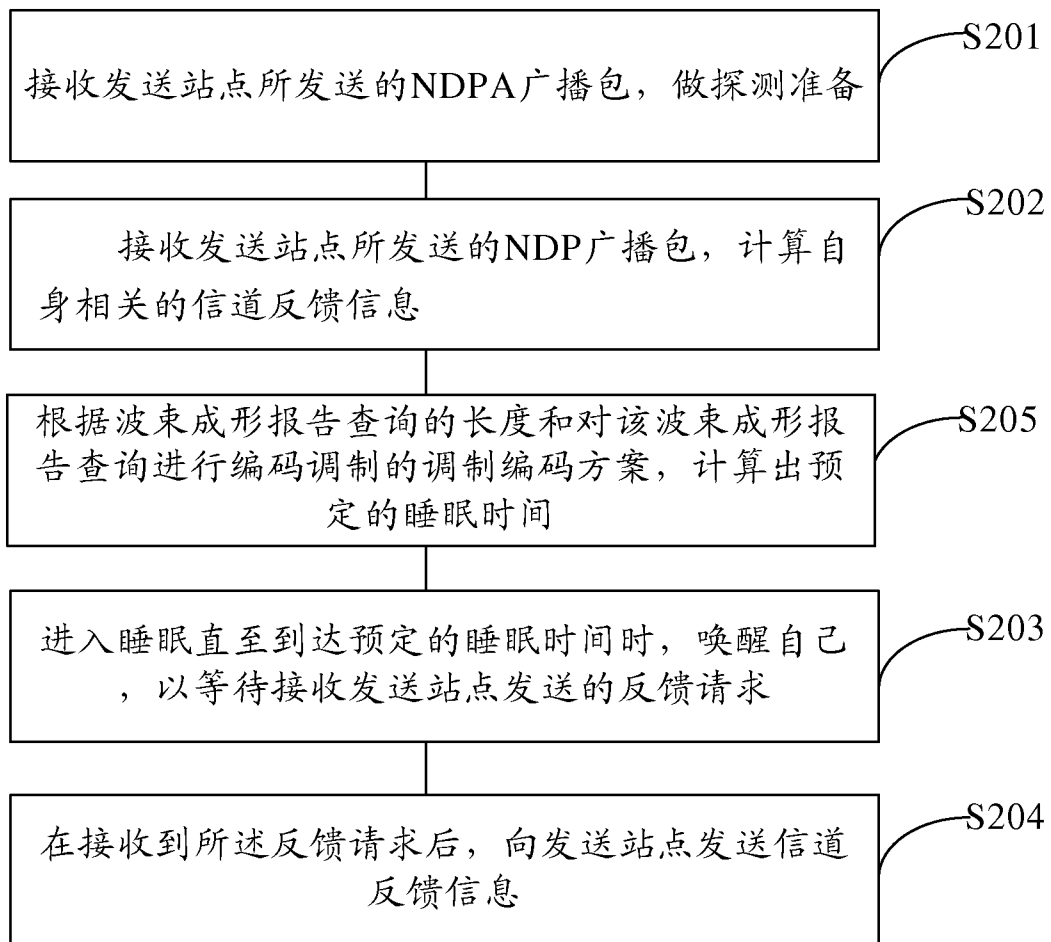 S201
接收发送站点所发送的NDPA广播包，做探测准备
S202
接收发送站点所发送的NDP广播包，计算自
身相关的信道反馈信息
S205
根据波束成形报告查询的长度和对该波束成形报
告查询进行编码调制的调制编码方案，计算出预
定的睡眠时间
S203
进入睡眠直至到达预定的睡眠时间时，唤醒自己
，以等待接收发送站点发送的反馈请求
S204
在接收到所述反馈请求后，向发送站点发送信道
反馈信息